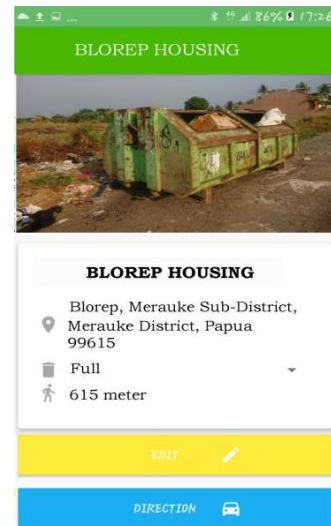 ... 4G 86% 17:26
BLOREP HOUSING
BLOREP HOUSING
Blorep, Merauke Sub-District,
Merauke District, Papua
99615
Full
615 meter
EDIT
DIRECTION